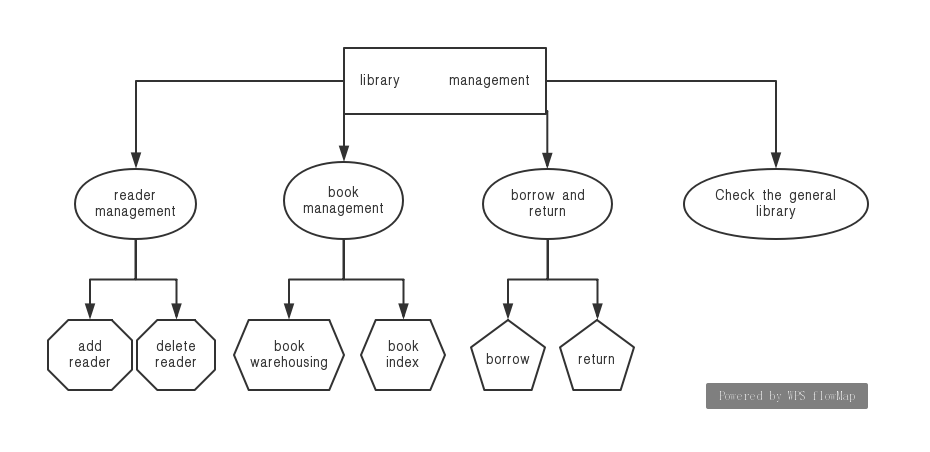 library management
reader
management
book
management
borrow and
return
Check the general
library
add
reader
delete
reader
book
warehousing
book
index
borrow
return
Powered by WPS flowMap